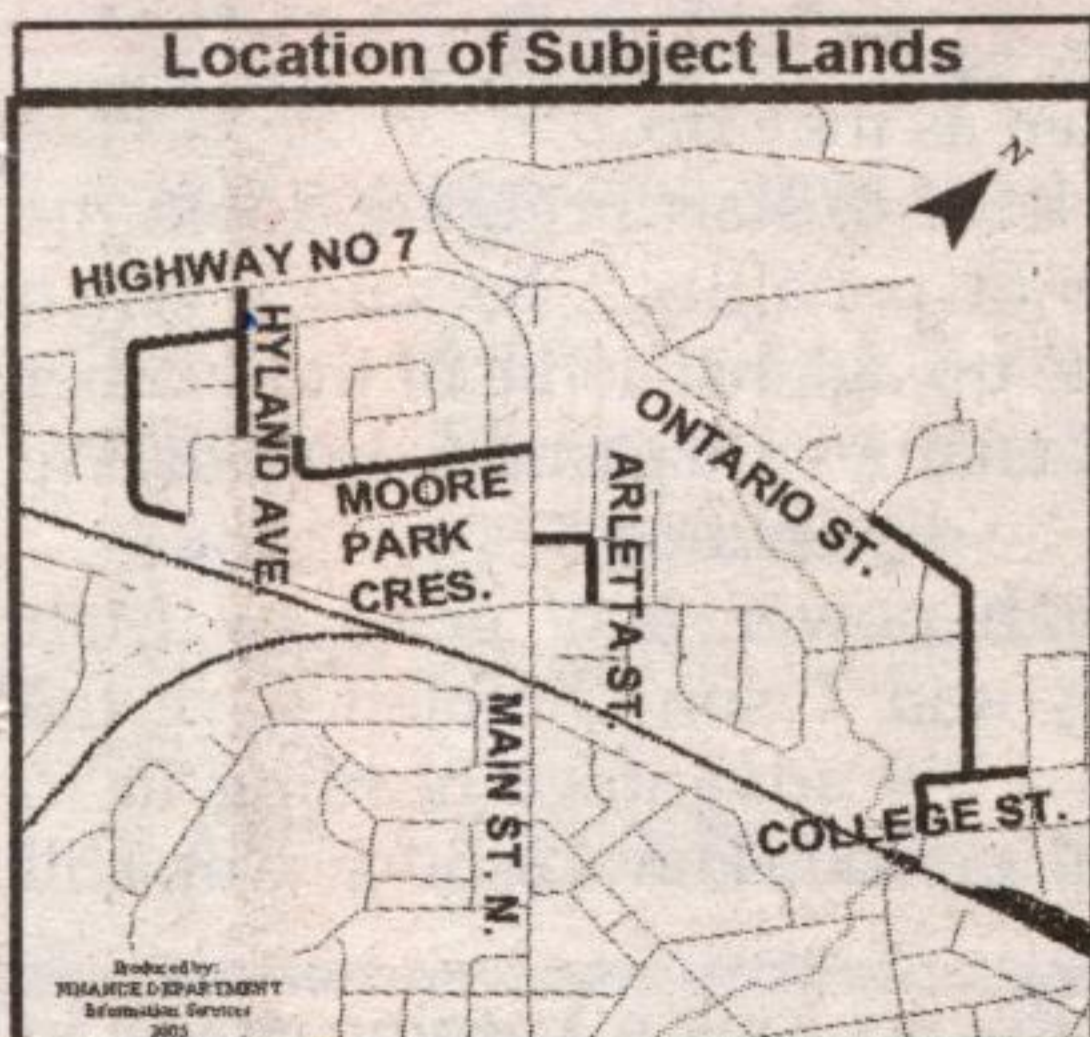 Location of Subject Lands
N
HIGHWAY NO 7
HYLAND AVE.
MOORE
PARK
CRES.
ONTARIO ST.
ARLETTA ST.
MAIN ST. N.
COLLEGE ST.
Produced by:
FINANCE DEPARTMENT
Information Services
2005